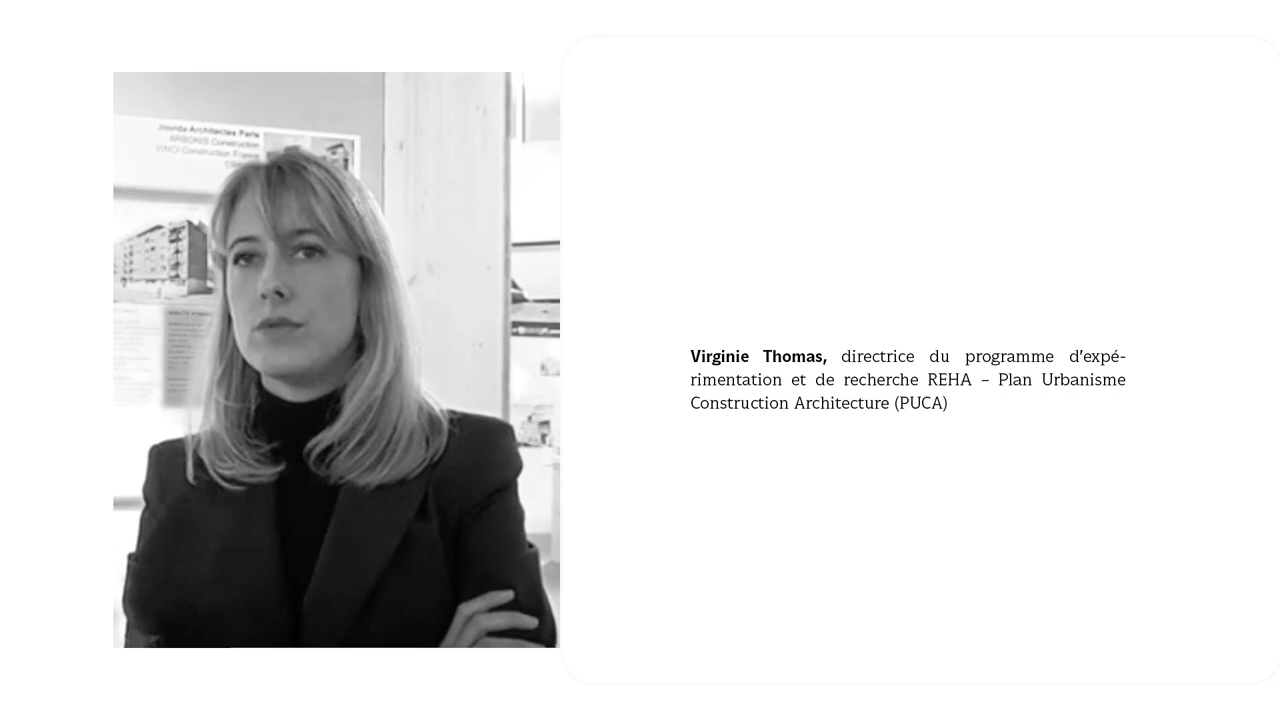 Jourda Architectes Paris
ARBONIS Construction
VINCI Construction France
Virginie Thomas, directrice du programme d'expé-
rimentation et de recherche REHA – Plan Urbanisme
Construction Architecture (PUCA)